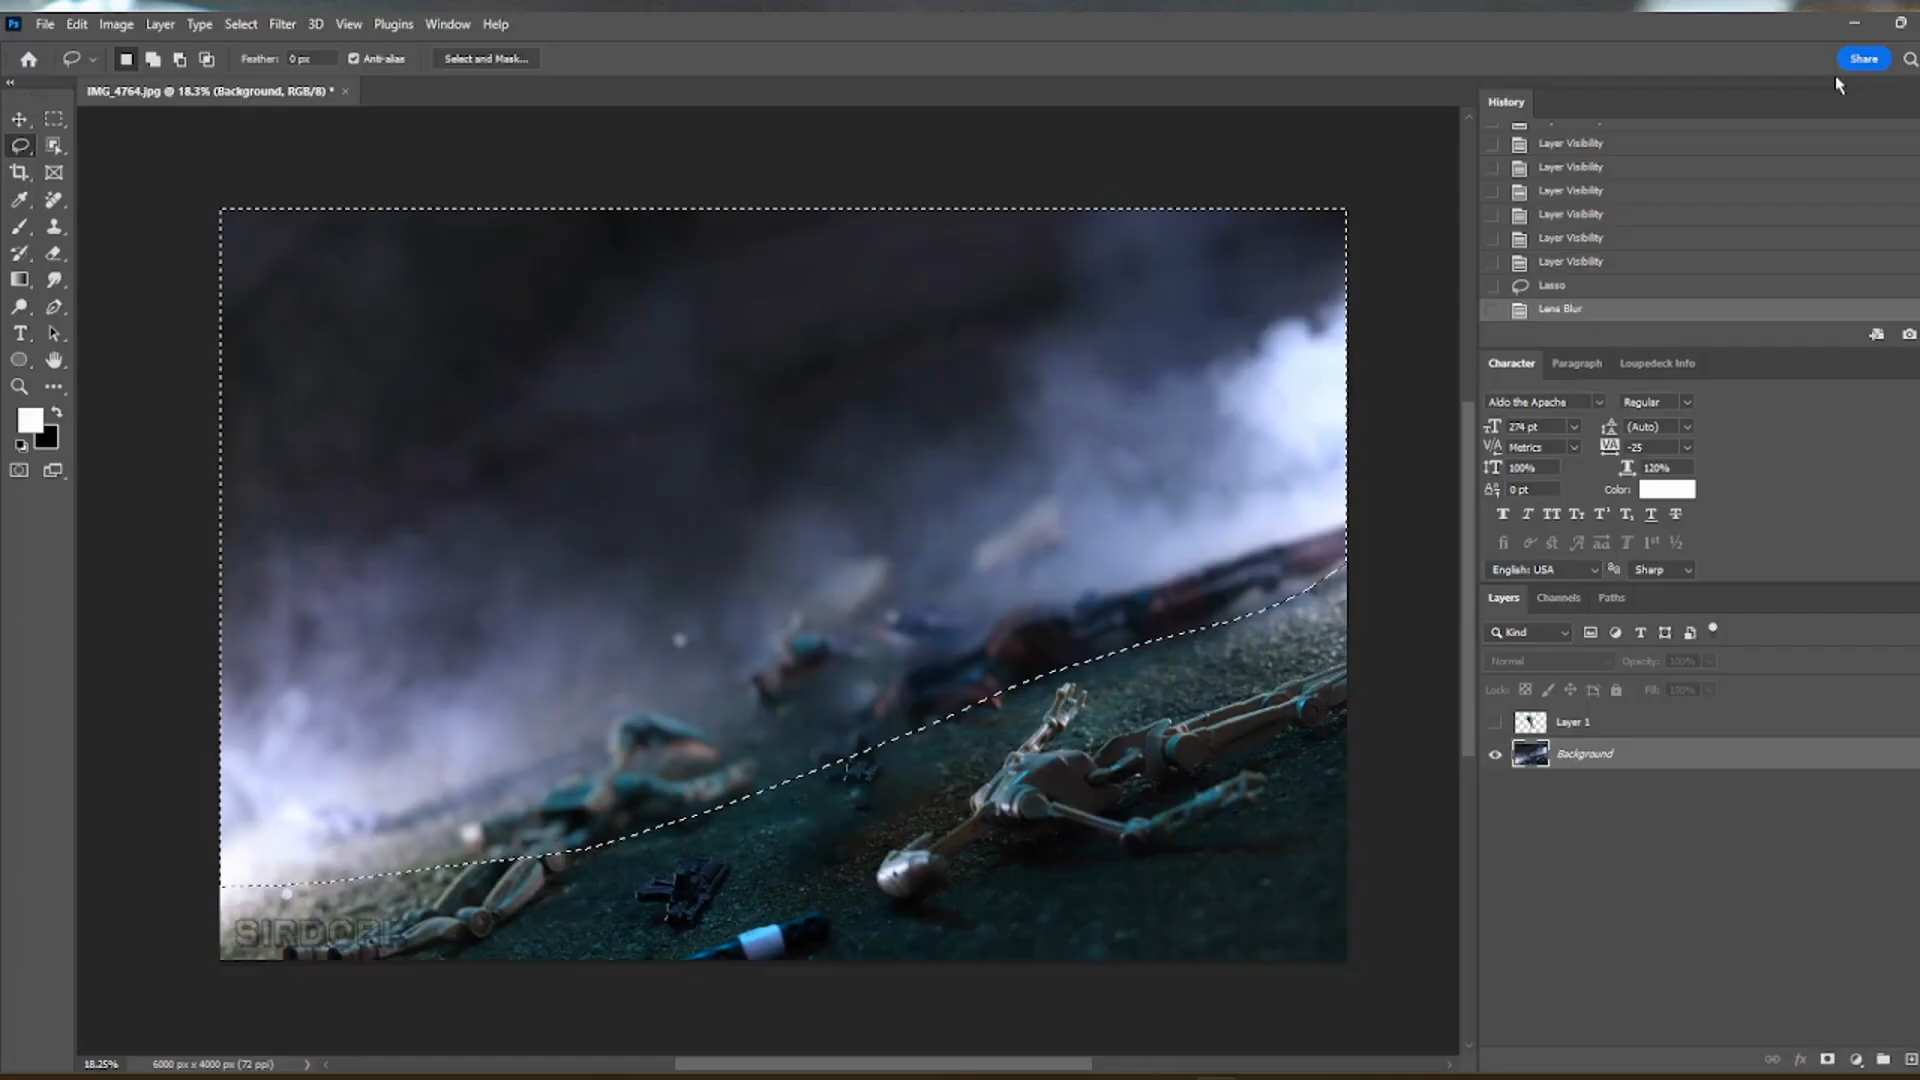 Ps File Edit Image Layer Type Select Filter 3D View Plugins Window Help
Feather: 0 px Anti-alias Select and Mask... Share
IMG_4764.jpg @ 18.3% (Background, RGB/8) *
History
Layer Visibility
Layer Visibility
Layer Visibility
Layer Visibility
Layer Visibility
Layer Visibility
Lasso
Lens Blur
Character Paragraph Loupedeck Info
Aldo the Apache Regular
274 pt (Auto)
Metrics -25
100% 120%
0 pt Color:
English: USA Sharp
Layers Channels Paths
Kind
Normal Opacity: 100%
Lock: Fill: 100%
Layer 1
Background
18.25% 6000 px x 4000 px (72 ppi)